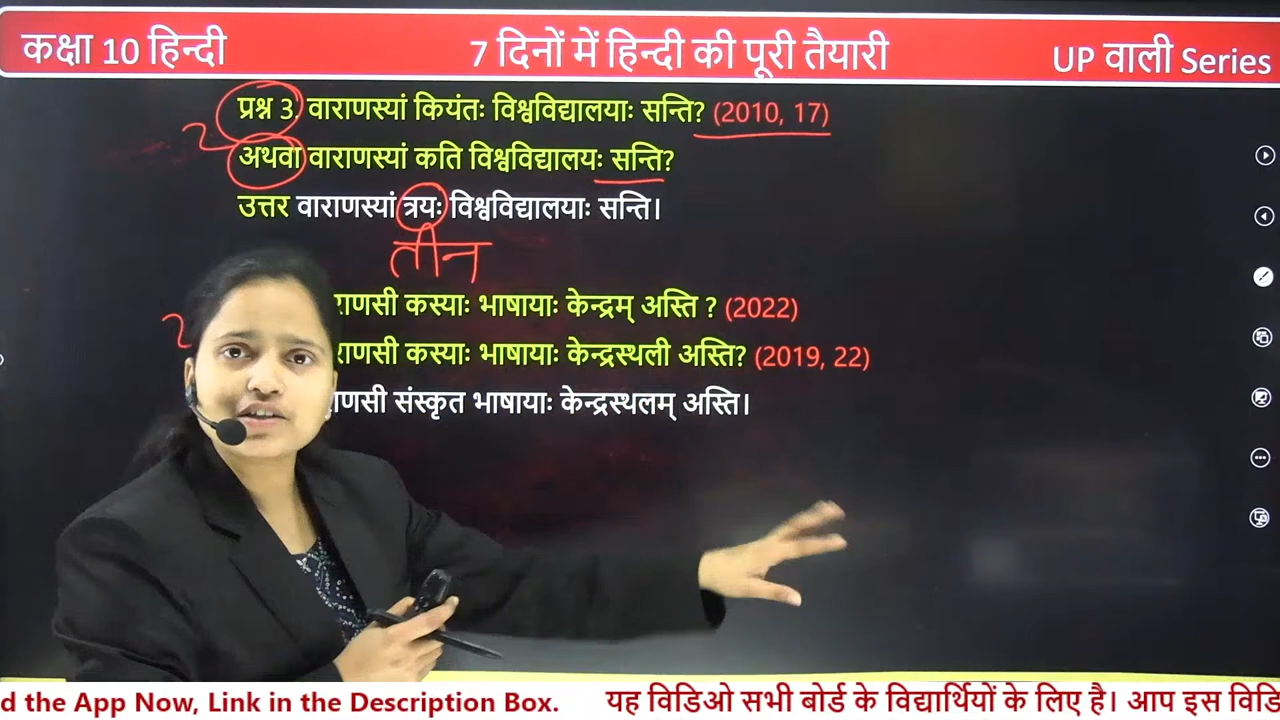 कक्षा 10 हिन्दी 7 दिनों में हिन्दी की पूरी तैयारी UP वाली Series
प्रश्न 3. वाराणस्यां कियंतः विश्वविद्यालयाः सन्ति? (2010, 17)
अथवा वाराणस्यां कति विश्वविद्यालयः सन्ति?
उत्तर वाराणस्यां त्रयः विश्वविद्यालयाः सन्ति।
तीन
राणसी कस्याः भाषायाः केन्द्रम् अस्ति ? (2022)
राणसी कस्याः भाषायाः केन्द्रस्थली अस्ति? (2019, 22)
णसी संस्कृत भाषायाः केन्द्रस्थलम् अस्ति।
d the App Now, Link in the Description Box. यह विडिओ सभी बोर्ड के विद्यार्थियों के लिए है। आप इस विडि